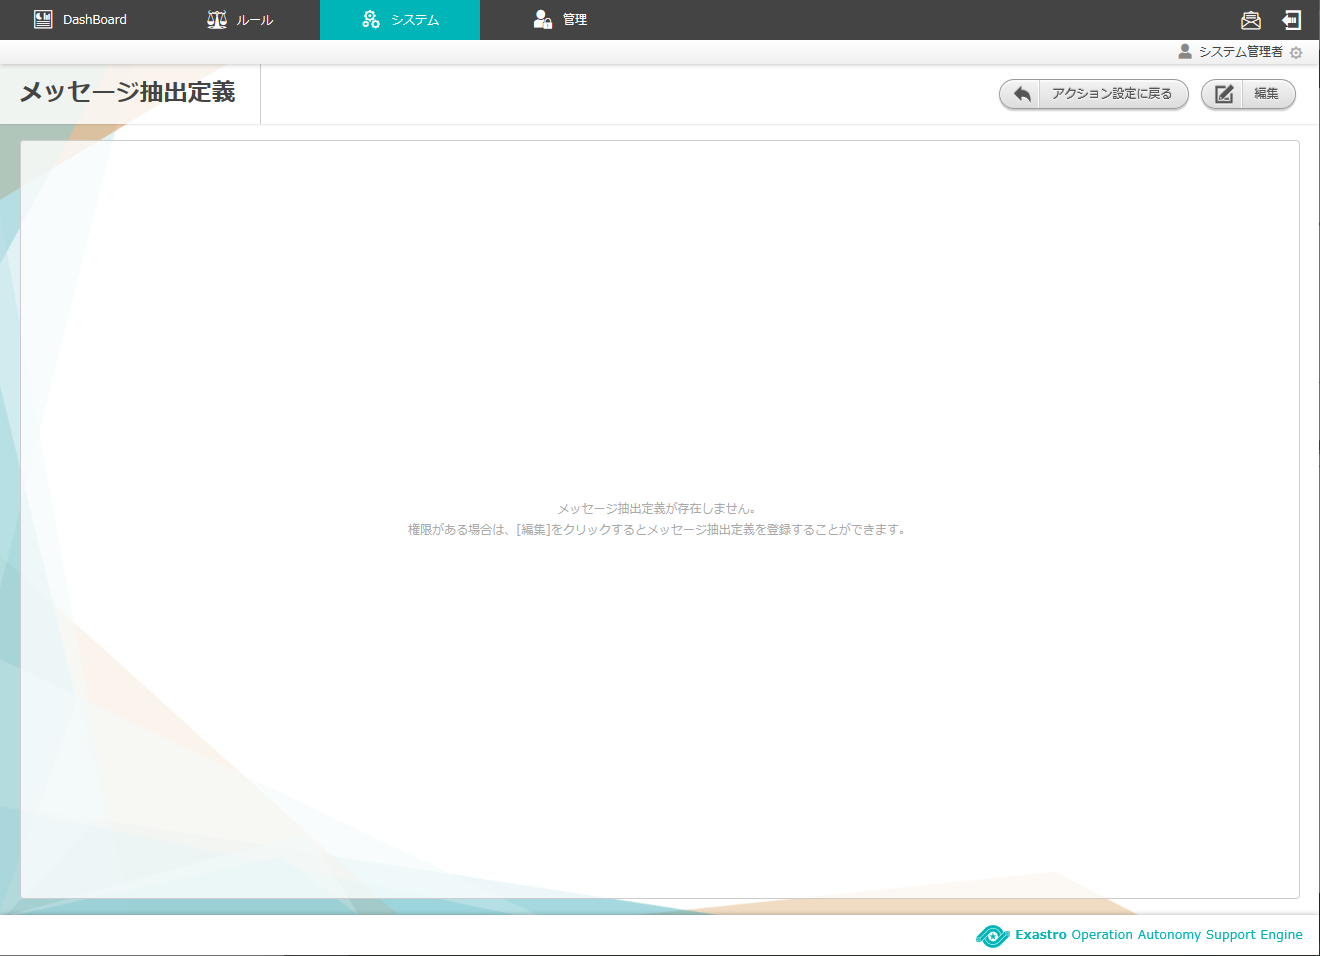 DashBoard ルール システム 管理
システム管理者
メッセージ抽出定義 アクション設定に戻る 編集
メッセージ抽出定義が存在しません。
権限がある場合は、[編集]をクリックするとメッセージ抽出定義を登録することができます。
Exastro Operation Autonomy Support Engine